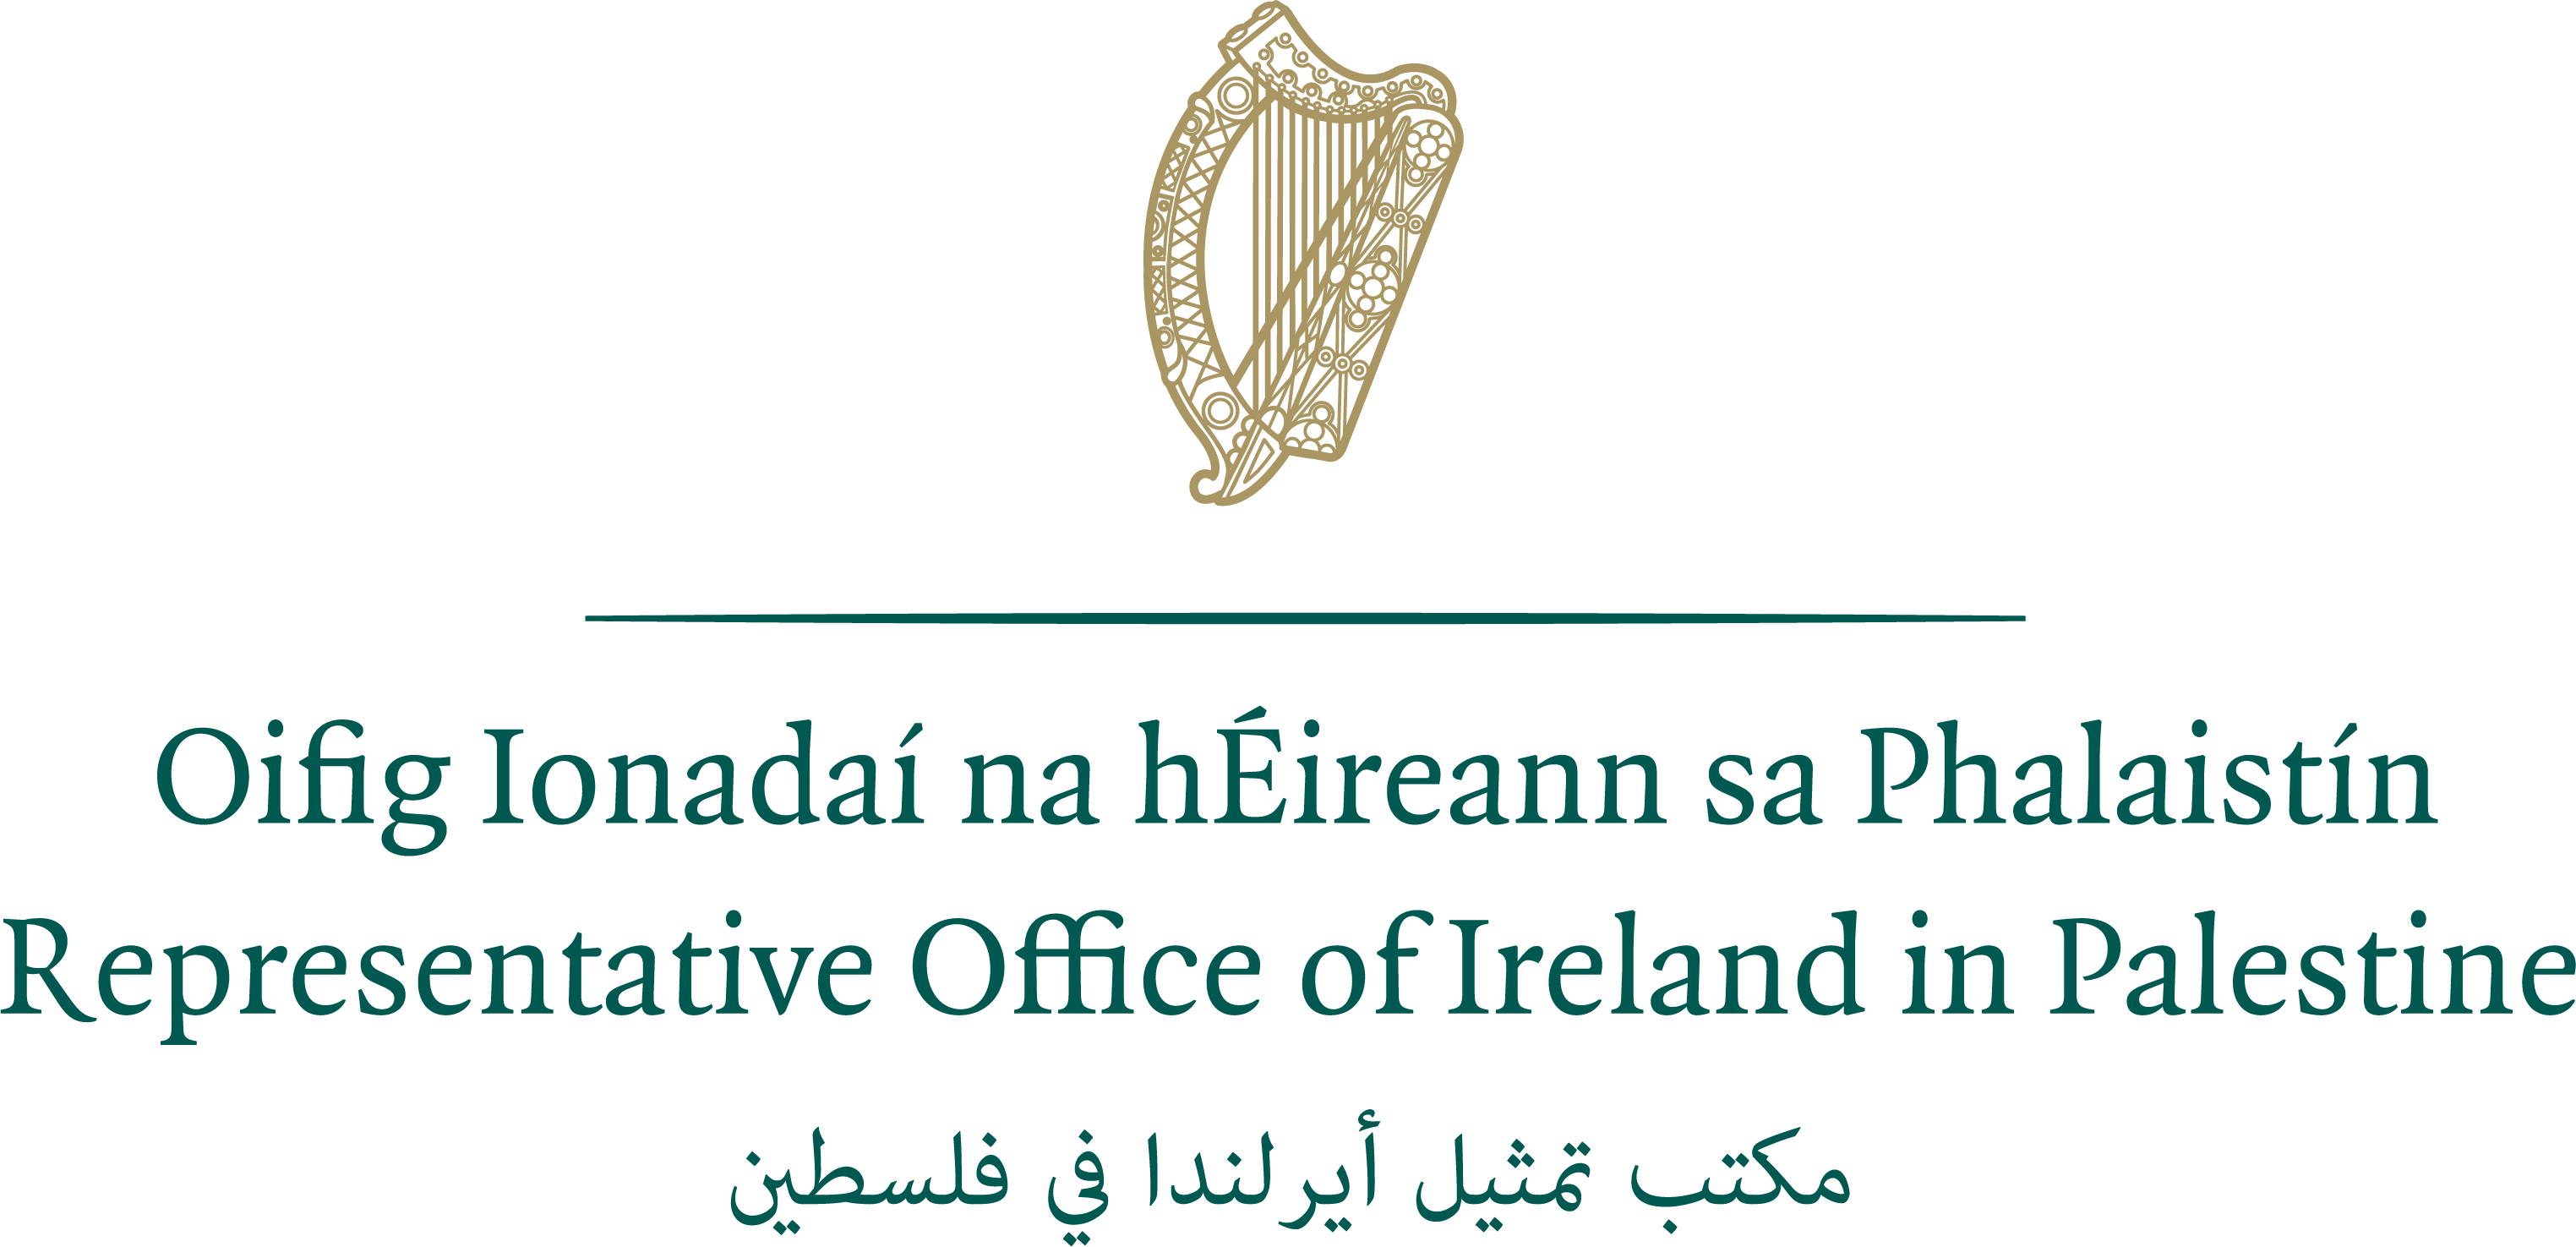 Oifig Ionadaí na hÉireann sa Phalaistín
Representative Office of Ireland in Palestine
مكتب تمثيل أيرلندا في فلسطين